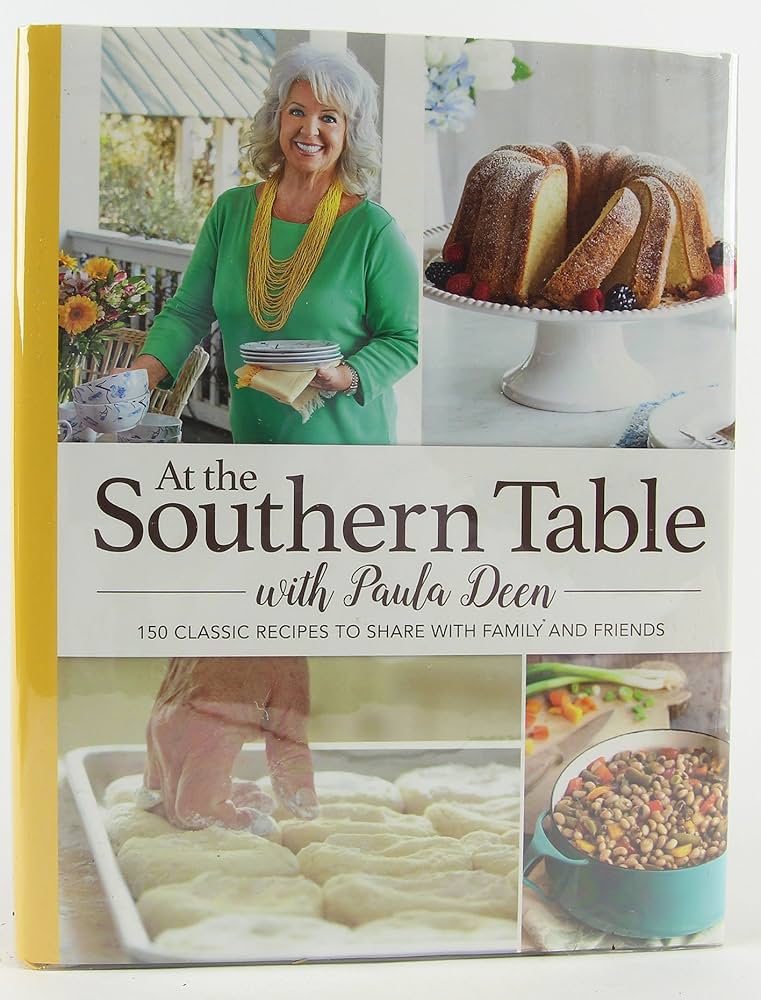 At the
Southern Table
with Paula Deen
150 CLASSIC RECIPES TO SHARE WITH FAMILY AND FRIENDS